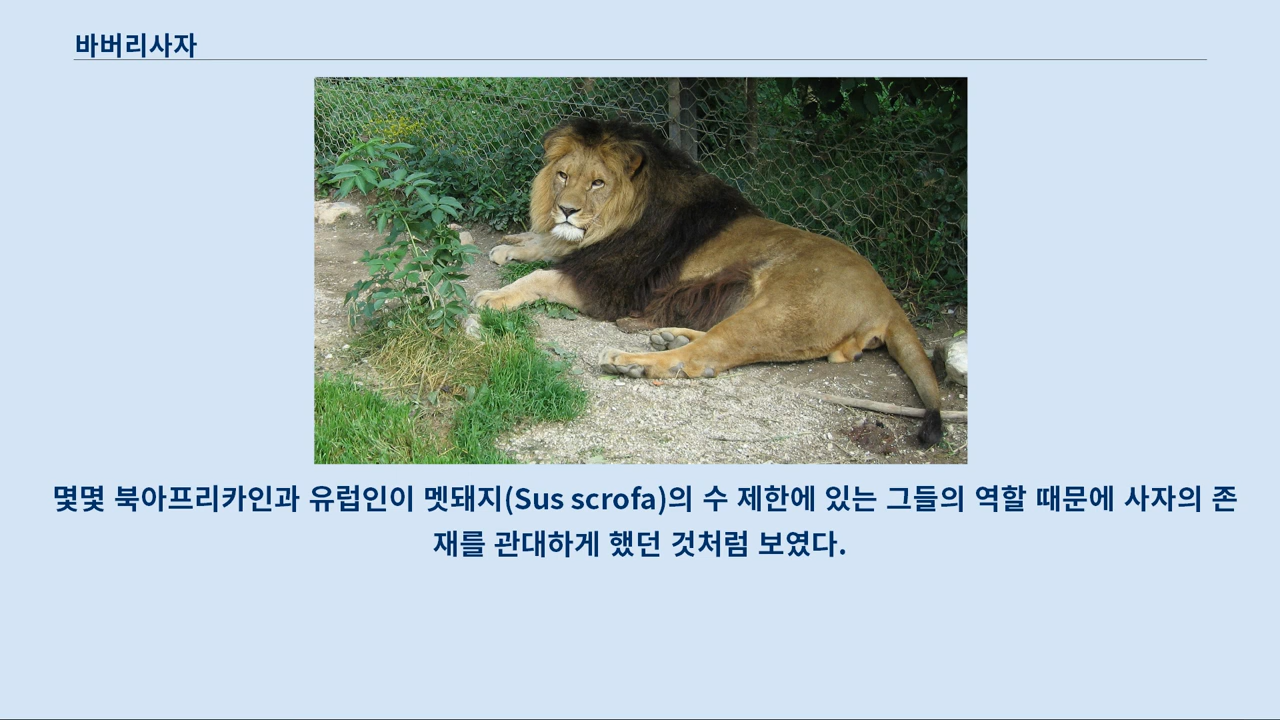 바버리사자
몇몇 북아프리카인과 유럽인이 멧돼지(Sus scrofa)의 수 제한에 있는 그들의 역할 때문에 사자의 존
재를 관대하게 했던 것처럼 보였다.